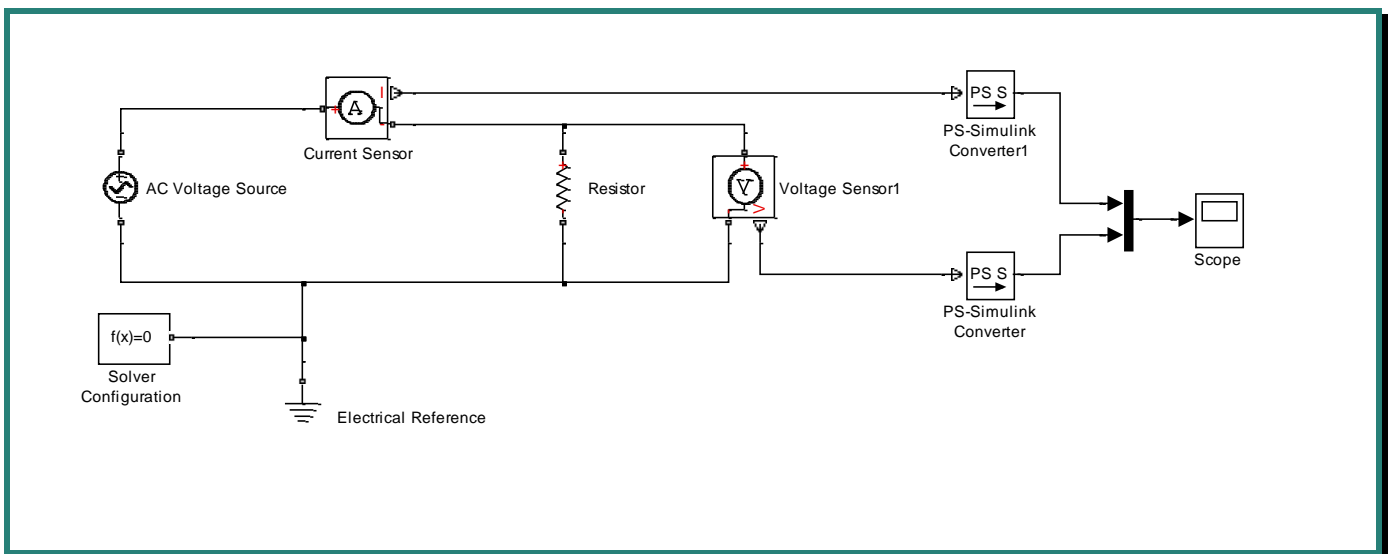 I
A
PS S
PS-Simulink
Converter1
Current Sensor
AC Voltage Source
Resistor
V
V
Voltage Sensor1
PS S
PS-Simulink
Converter
Scope
f(x)=0
Solver
Configuration
Electrical Reference